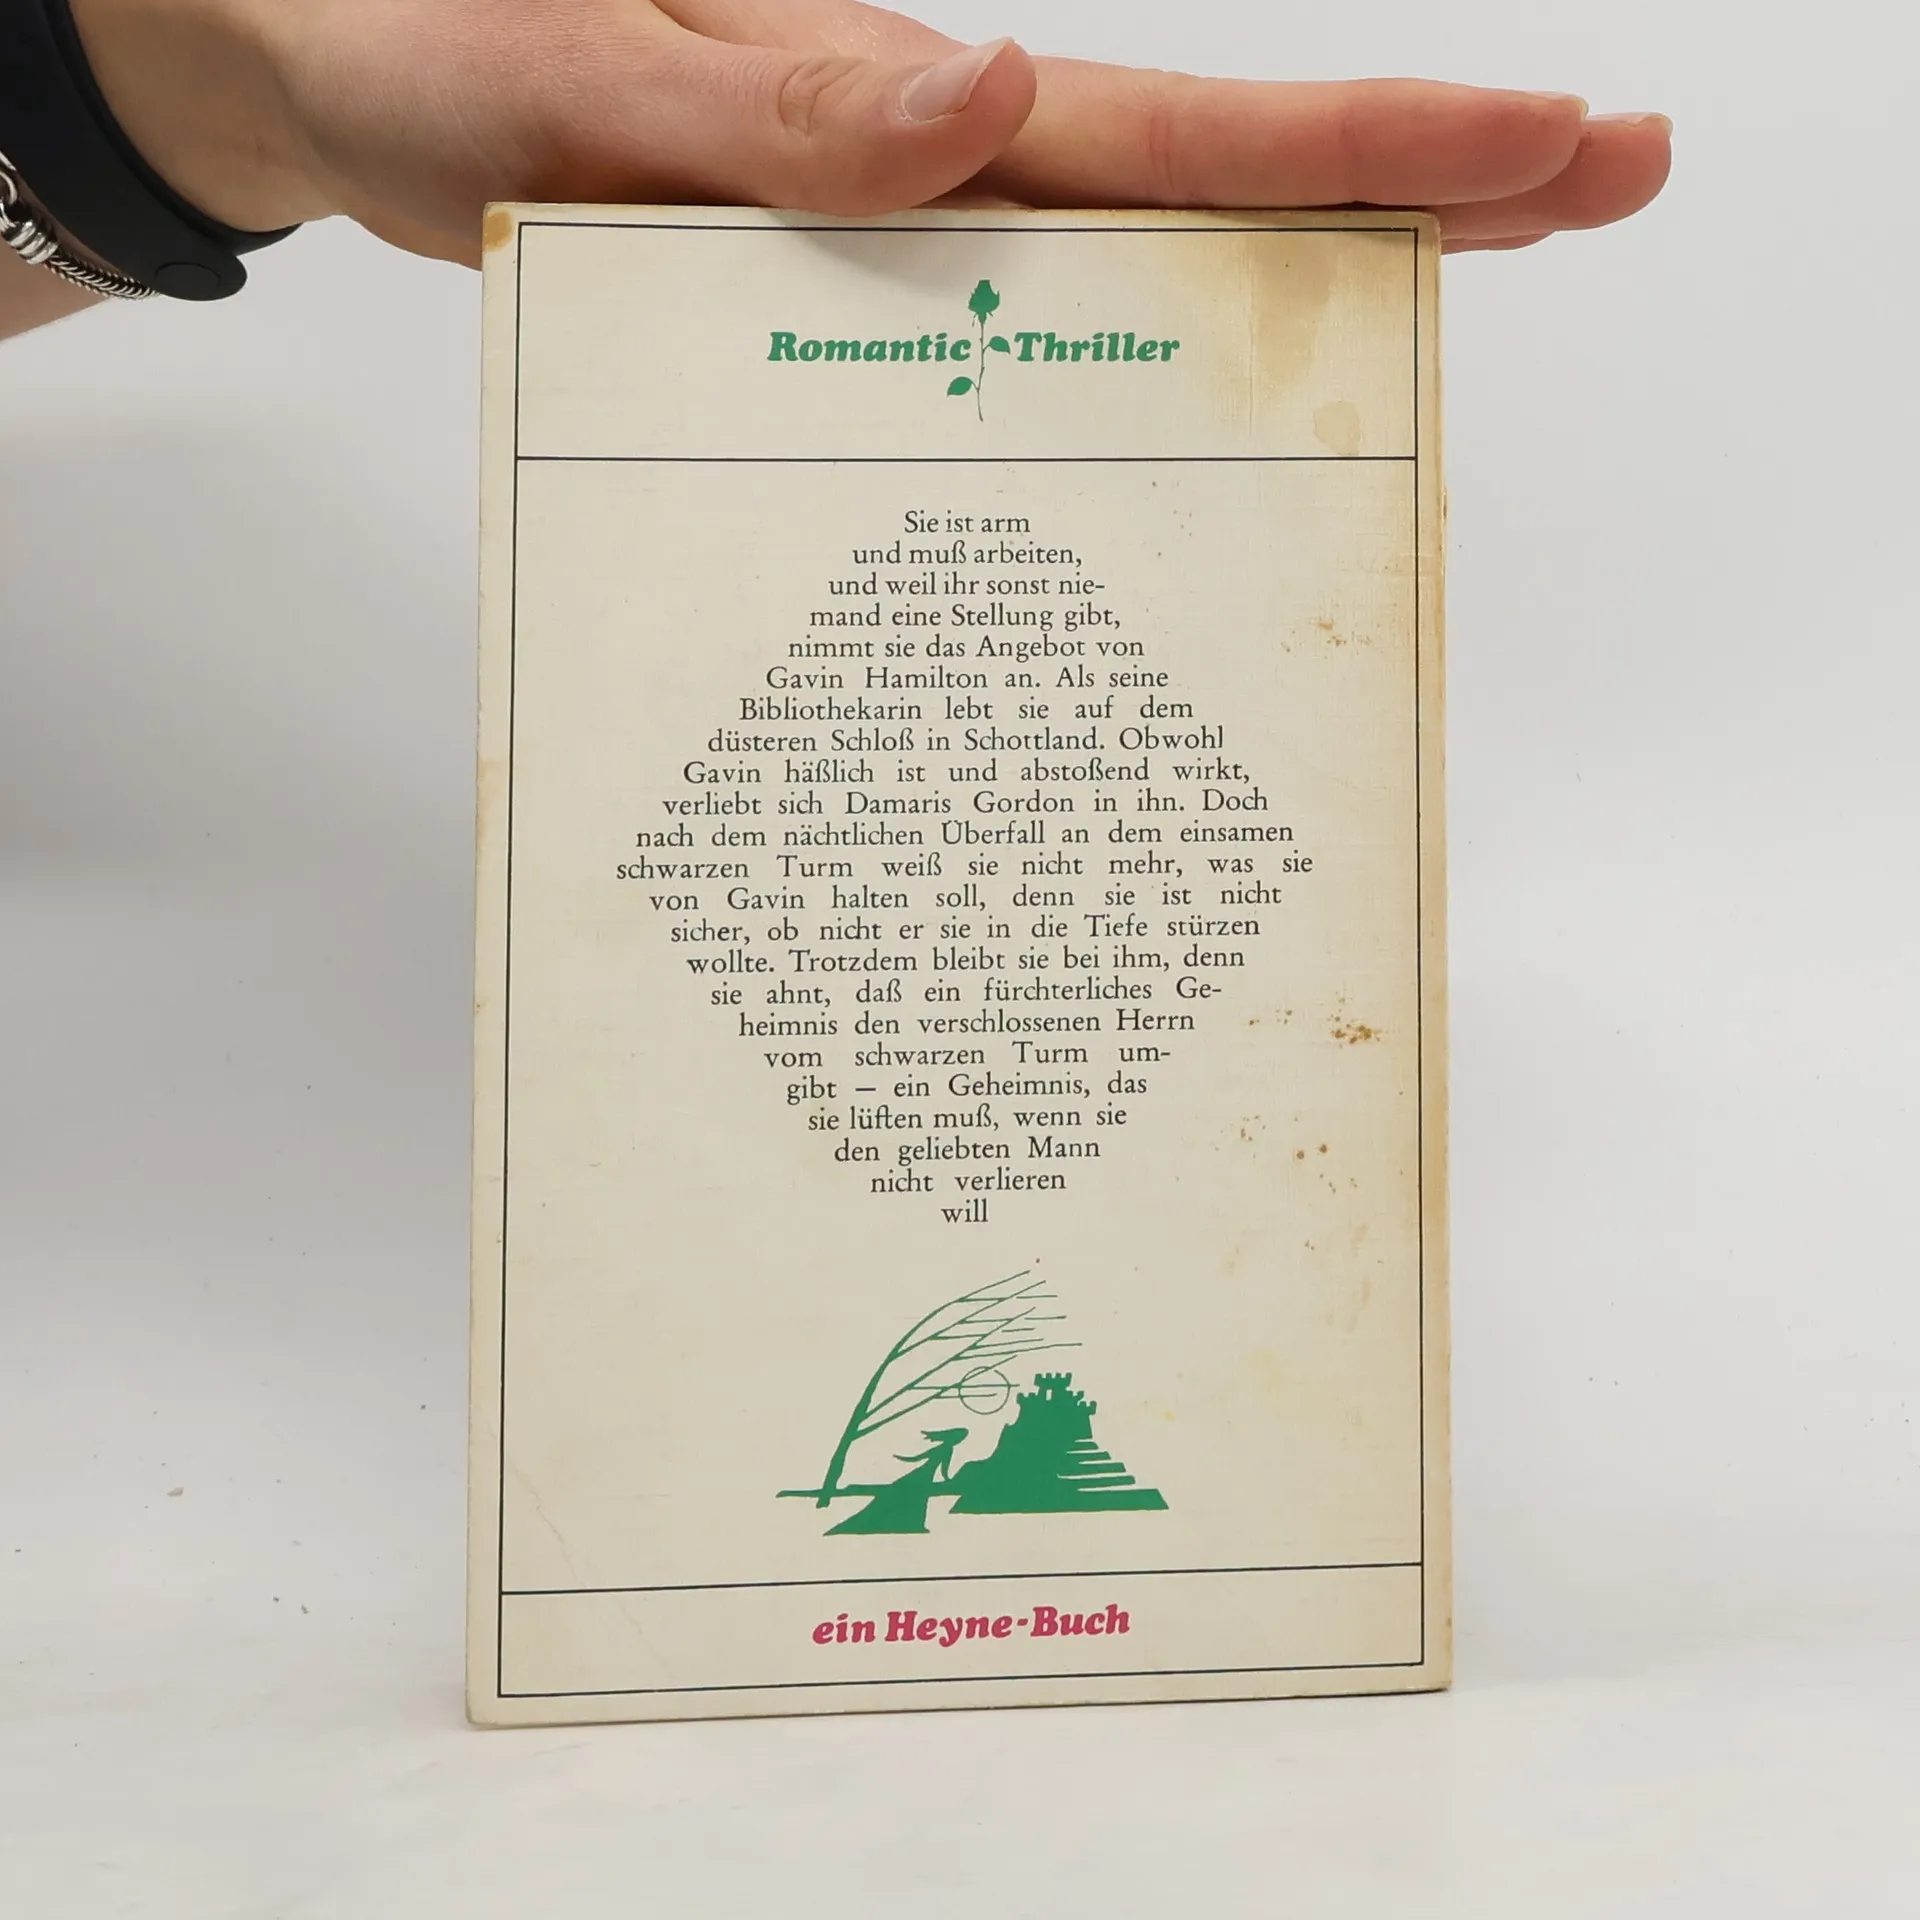 Romantic Thriller
Sie ist arm
und muß arbeiten,
und weil ihr sonst nie-
mand eine Stellung gibt,
nimmt sie das Angebot von
Gavin Hamilton an. Als seine
Bibliothekarin lebt sie auf dem
düsteren Schloß in Schottland. Obwohl
Gavin häßlich ist und abstoßend wirkt,
verliebt sich Damaris Gordon in ihn. Doch
nach dem nächtlichen Überfall an dem einsamen
schwarzen Turm weiß sie nicht mehr, was sie
von Gavin halten soll, denn sie ist nicht
sicher, ob nicht er sie in die Tiefe stürzen
wollte. Trotzdem bleibt sie bei ihm, denn
sie ahnt, daß ein fürchterliches Ge-
heimnis den verschlossenen Herrn
vom schwarzen Turm um-
gibt – ein Geheimnis, das
sie lüften muß, wenn sie
den geliebten Mann
nicht verlieren
will
ein Heyne-Buch